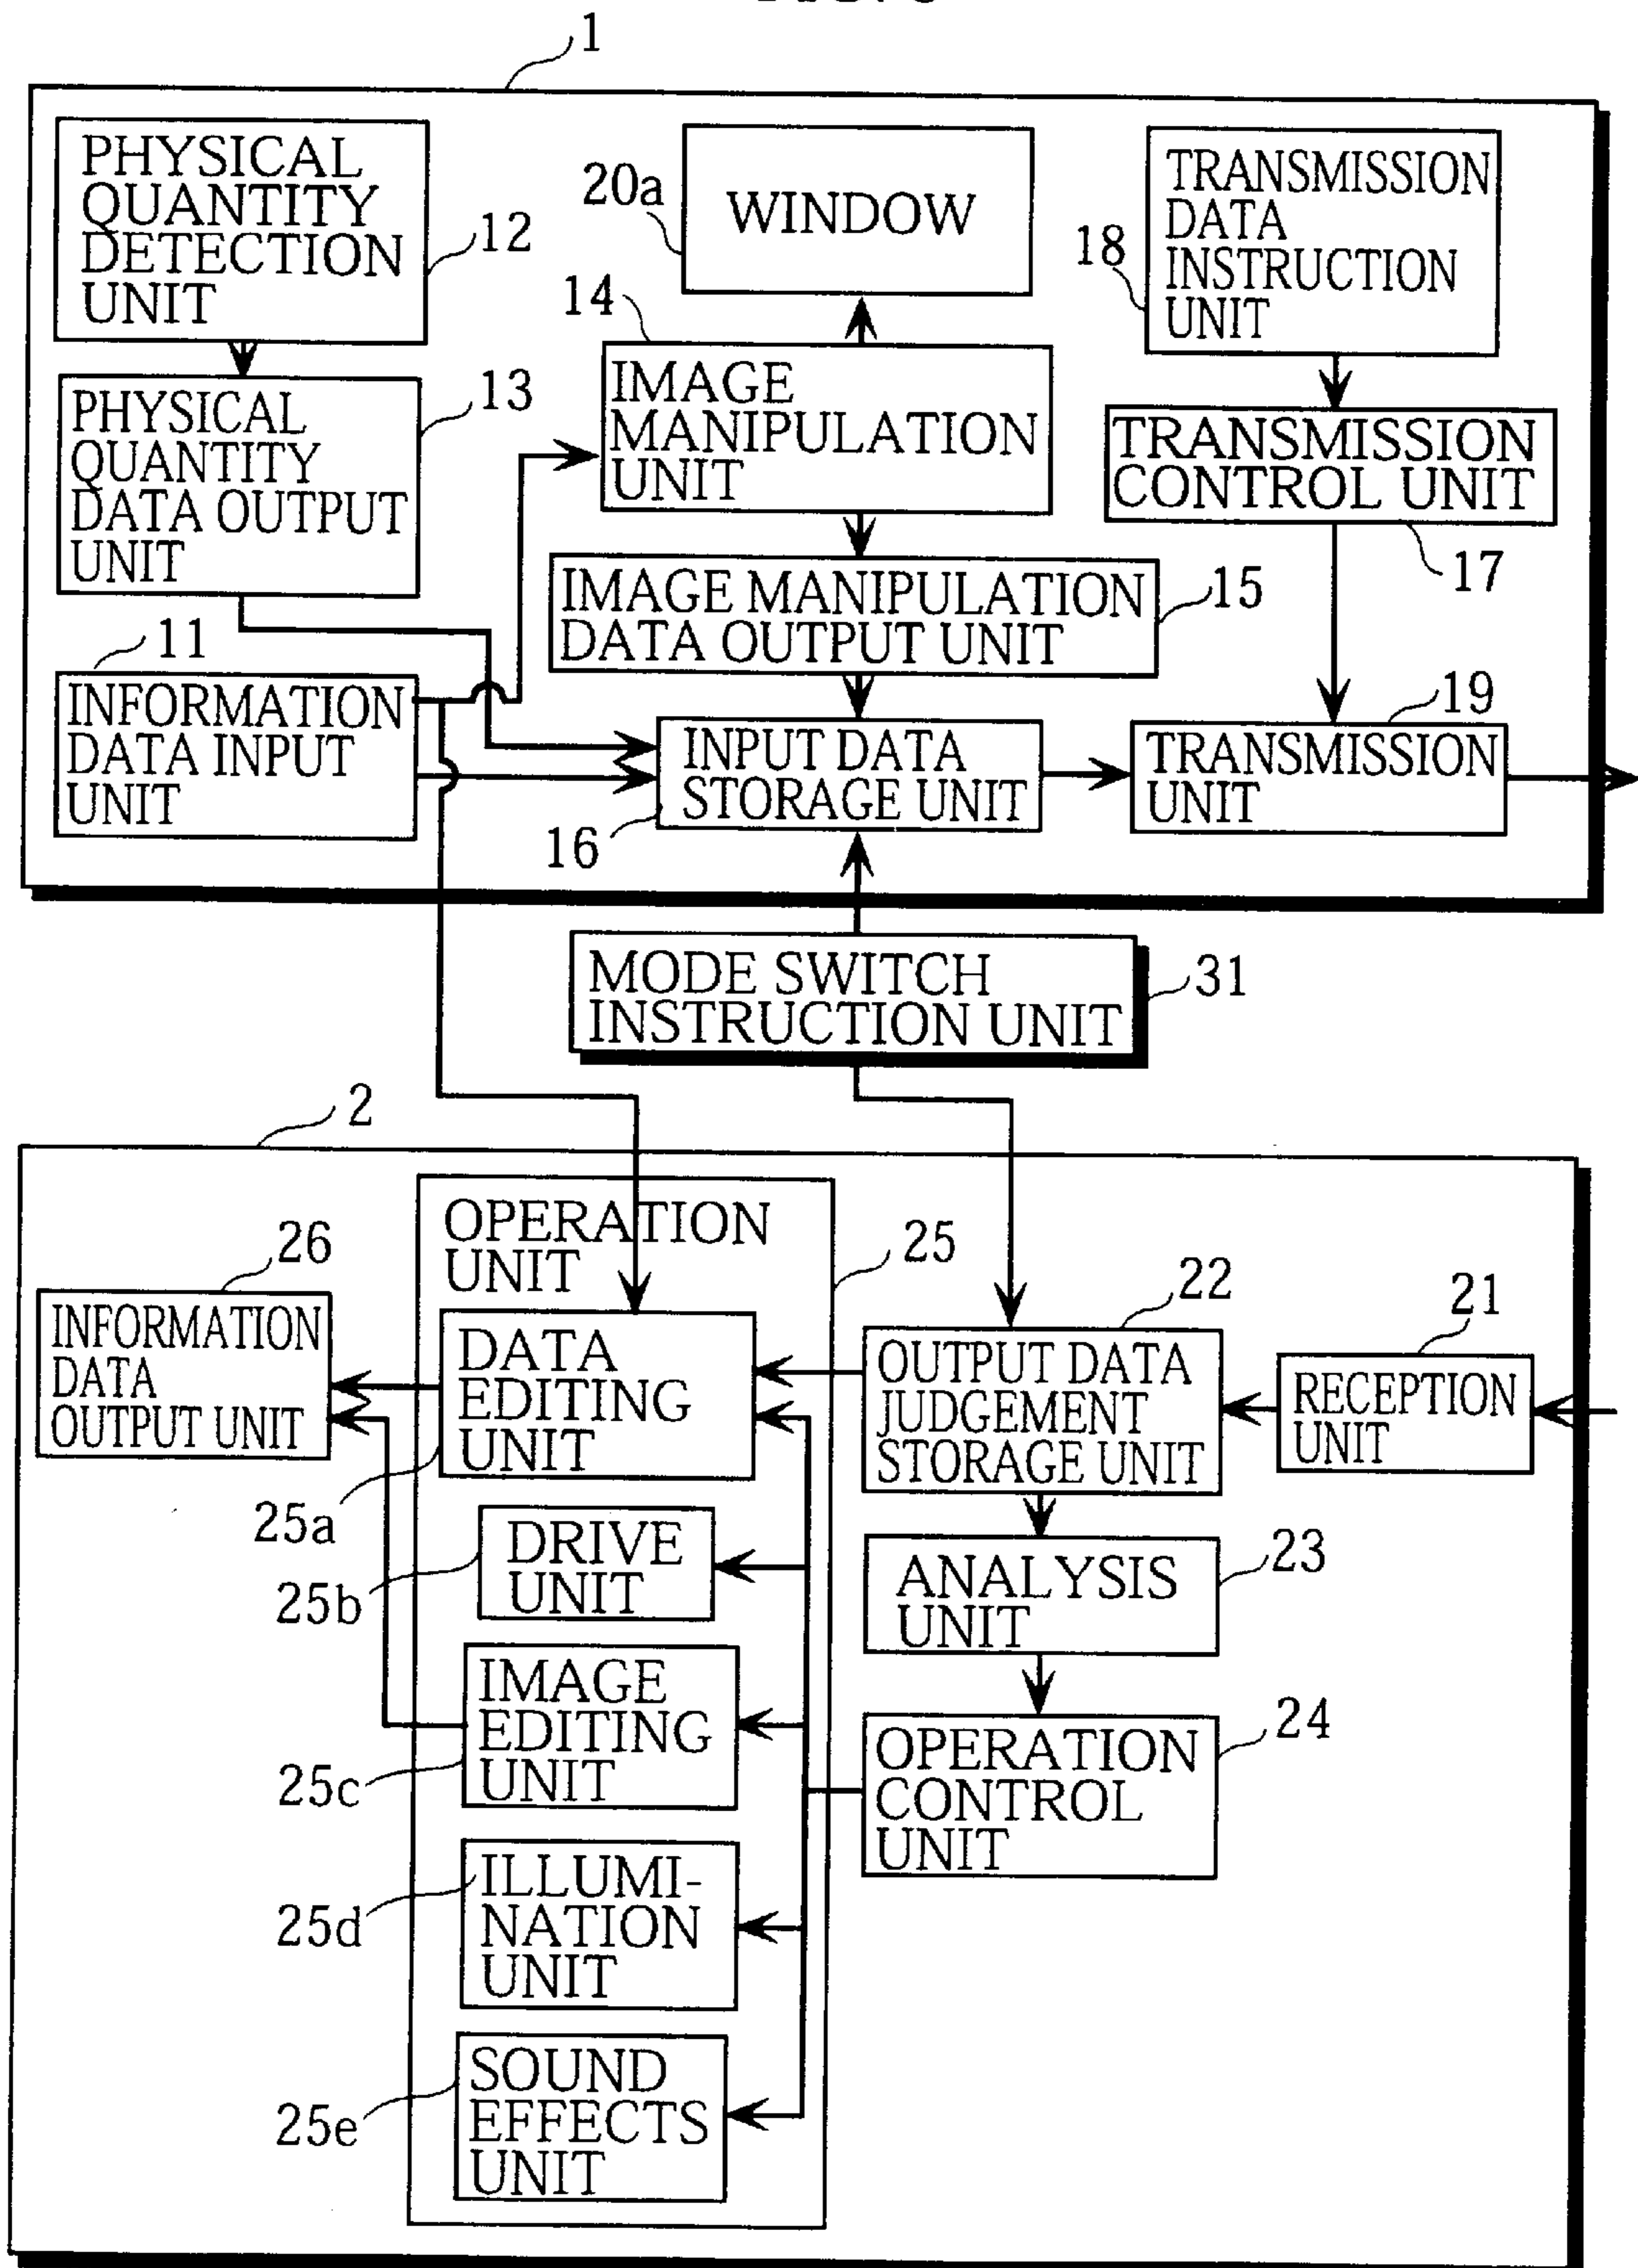 1
PHYSICAL
QUANTITY
DETECTION
UNIT
12
20a
WINDOW
TRANSMISSION
DATA
INSTRUCTION
UNIT
18
PHYSICAL
QUANTITY
DATA OUTPUT
UNIT
13
14
IMAGE
MANIPULATION
UNIT
TRANSMISSION
CONTROL UNIT
17
IMAGE MANIPULATION
DATA OUTPUT UNIT
15
11
INFORMATION
DATA INPUT
UNIT
INPUT DATA
STORAGE UNIT
16
19
TRANSMISSION
UNIT
MODE SWITCH
INSTRUCTION UNIT
31
2
OPERATION
UNIT
25
26
INFORMATION
DATA
OUTPUT UNIT
DATA
EDITING
UNIT
25a
22
OUTPUT DATA
JUDGEMENT
STORAGE UNIT
21
RECEPTION
UNIT
DRIVE
UNIT
25b
ANALYSIS
UNIT
23
IMAGE
EDITING
UNIT
25c
OPERATION
CONTROL
UNIT
24
ILLUMI-
NATION
UNIT
25d
SOUND
EFFECTS
UNIT
25e